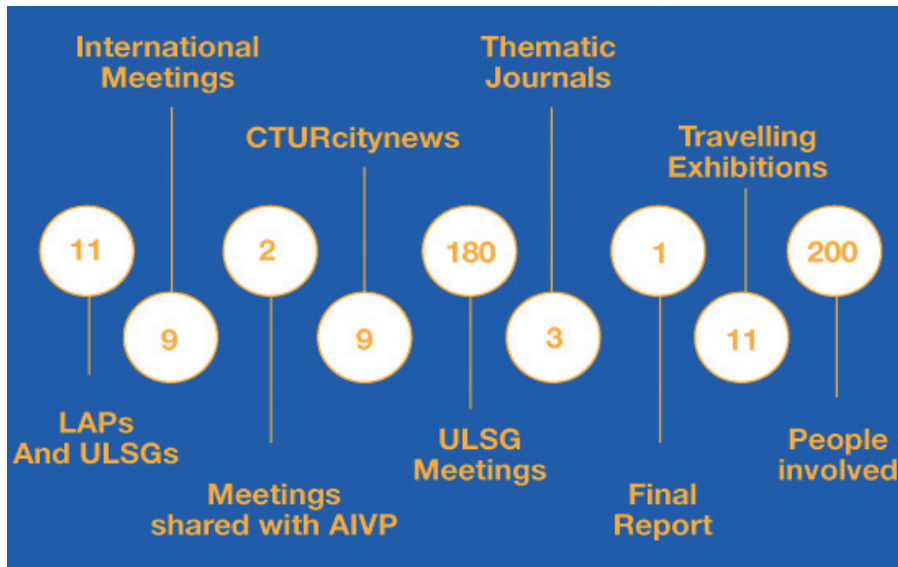 International
Meetings
Thematic
Journals
CTURcitynews
Travelling
Exhibitions
11
2
180
1
200
9
9
3
11
LAPs
And ULSGs
ULSG
Meetings
People
involved
Meetings
shared with AIVP
Final
Report